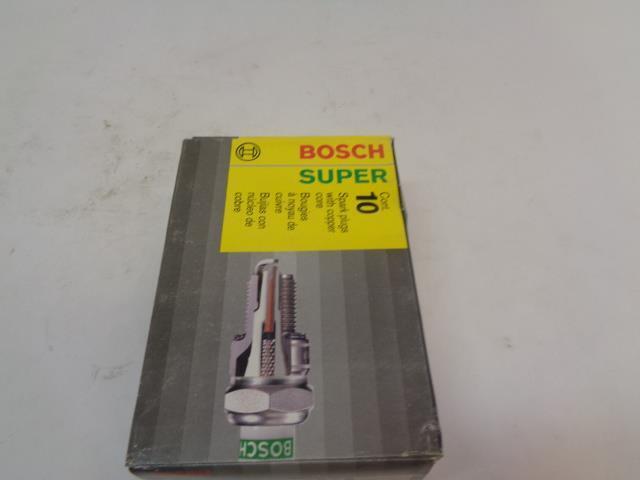 BOSCH
SUPER
Cont.
10
Spark plugs
with copper
core
Bougies
à noyau de
cuivre
Bujías con
núcleo de
cobre
BOSCH